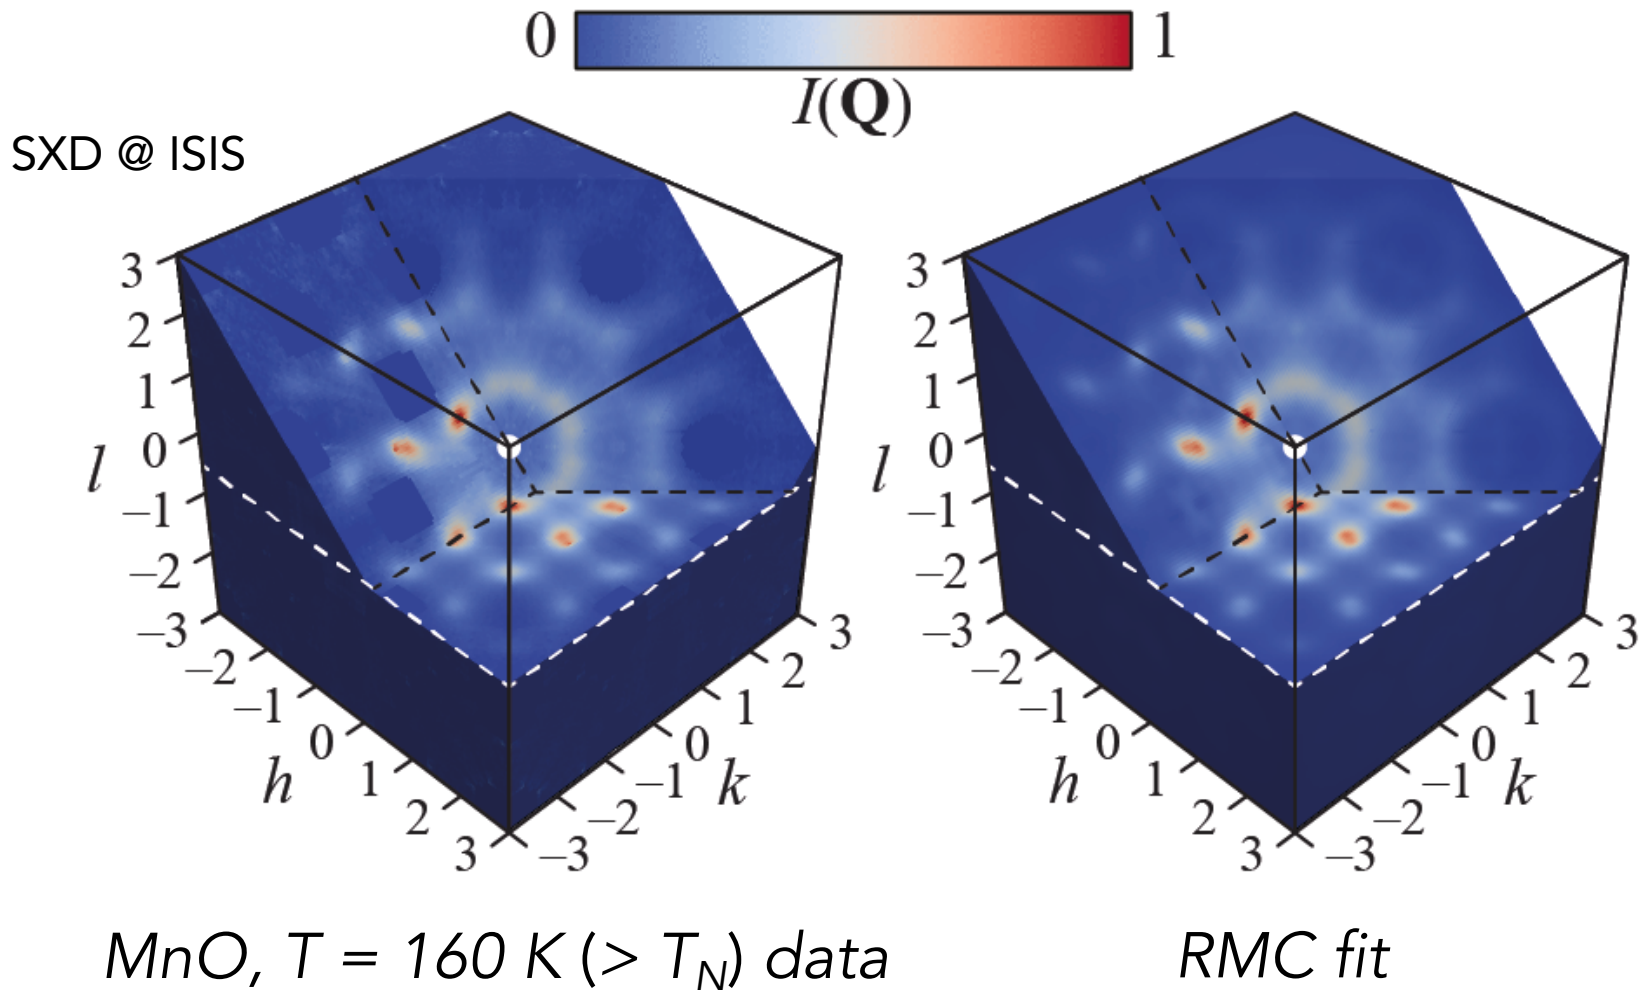 0 1
I(Q)
SXD @ ISIS
3 3
2 2
1 1
0 0
l l
−1 −1
−2 −2
−3 3 −3 3
−2 2 −2 2
−1 1 −1 1
0 0 0 0
h 1 −1 k h 1 −1 k
2 −2 2 −2
3 −3 3 −3
MnO, T = 160 K (> TN) data RMC fit